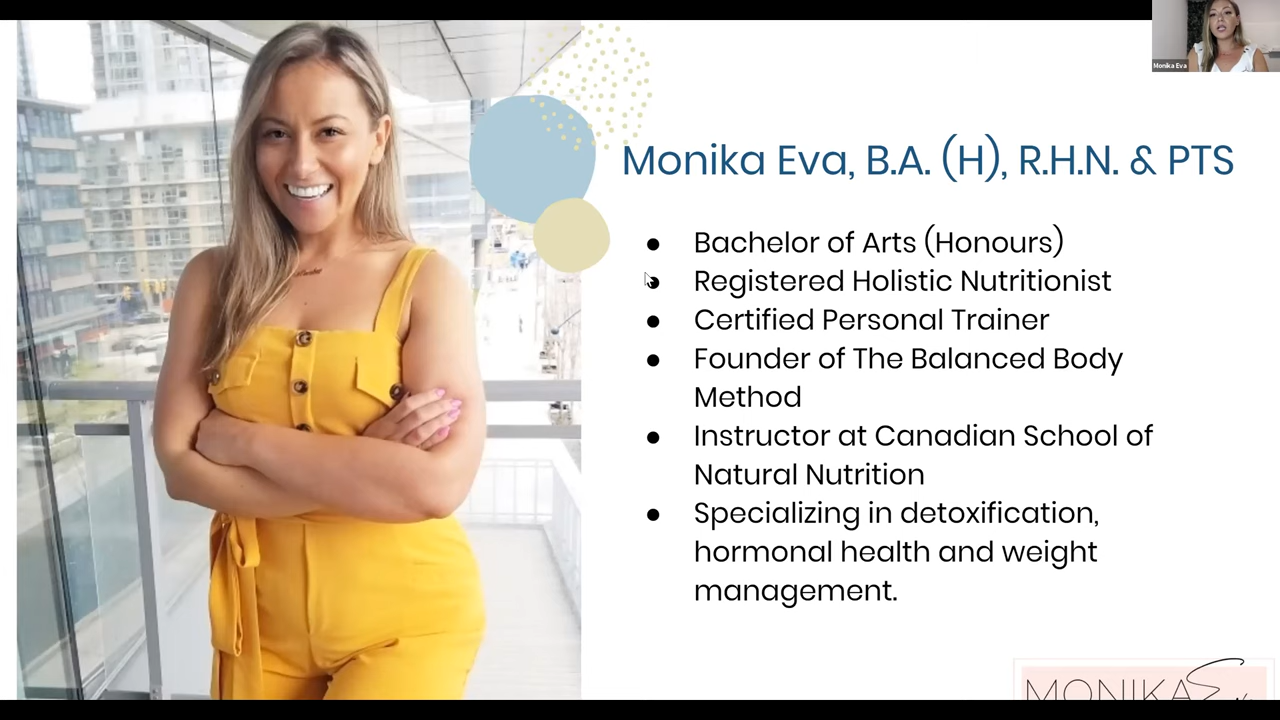 Monika Eva
Monika Eva, B.A. (H), R.H.N. & PTS
● Bachelor of Arts (Honours)
● Registered Holistic Nutritionist
● Certified Personal Trainer
● Founder of The Balanced Body
Method
● Instructor at Canadian School of
Natural Nutrition
● Specializing in detoxification,
hormonal health and weight
management.
MONIKA